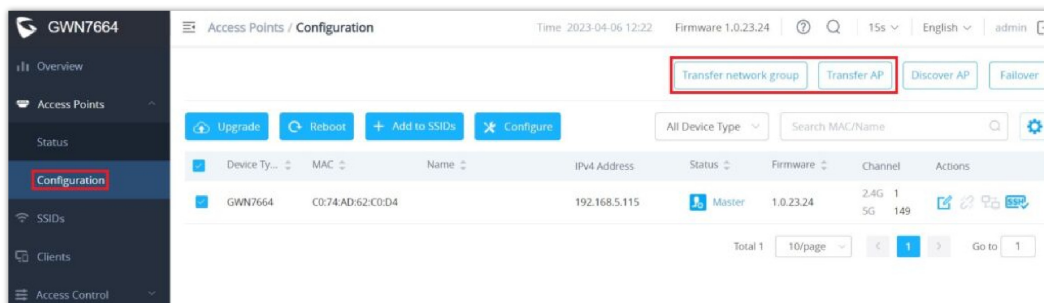 GWN7664
Access Points / Configuration
Time 2023-04-06 12:22
Firmware 1.0.23.24
15s
English
admin
Overview
Access Points
Status
Configuration
SSIDs
Clients
Access Control
Transfer network group
Transfer AP
Discover AP
Failover
Upgrade
Reboot
+ Add to SSIDs
Configure
All Device Type
Search MAC/Name
Device Ty... MAC Name IPv4 Address Status Firmware Channel Actions
GWN7664 C0:74:AD:62:C0:D4 192.168.5.115 Master 1.0.23.24 2.4G 1
5G 149
SSH
Total 1 10/page < 1 > Go to 1